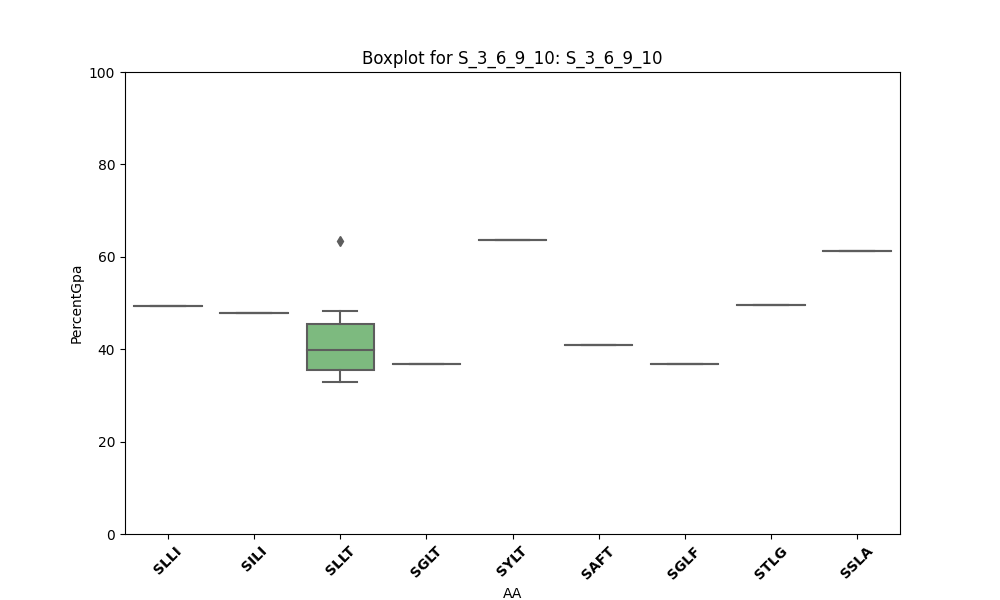 Boxplot for S_3_6_9_10: S_3_6_9_10
100
80
60
40
20
0
PercentGpa
SLLI
SILI
SLLT
SGLT
SYLT
SAFT
SGLF
STLG
SSLA
AA